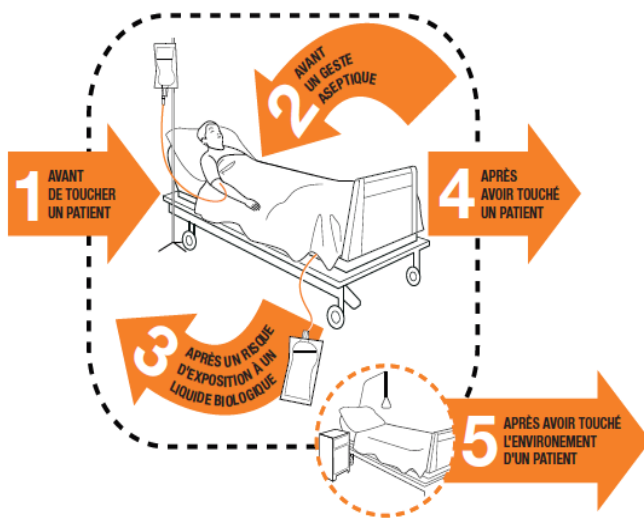 1
AVANT
DE TOUCHER
UN PATIENT
2
AVANT
UN GESTE
ASEPTIQUE
3
APRÈS UN RISQUE
D'EXPOSITION À UN
LIQUIDE BIOLOGIQUE
4
APRÈS
AVOIR TOUCHÉ
UN PATIENT
5
APRÈS AVOIR TOUCHÉ
L'ENVIRONEMENT
D'UN PATIENT